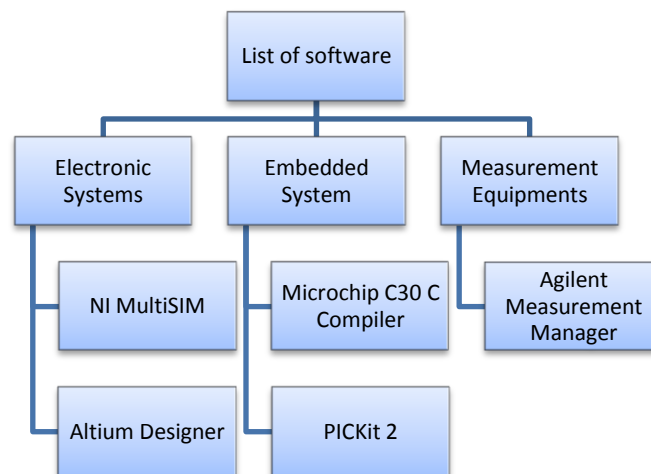 List of software
Electronic
Systems
Embedded
System
Measurement
Equipments
NI MultiSIM
Microchip C30 C
Compiler
Agilent
Measurement
Manager
Altium Designer
PICKit 2